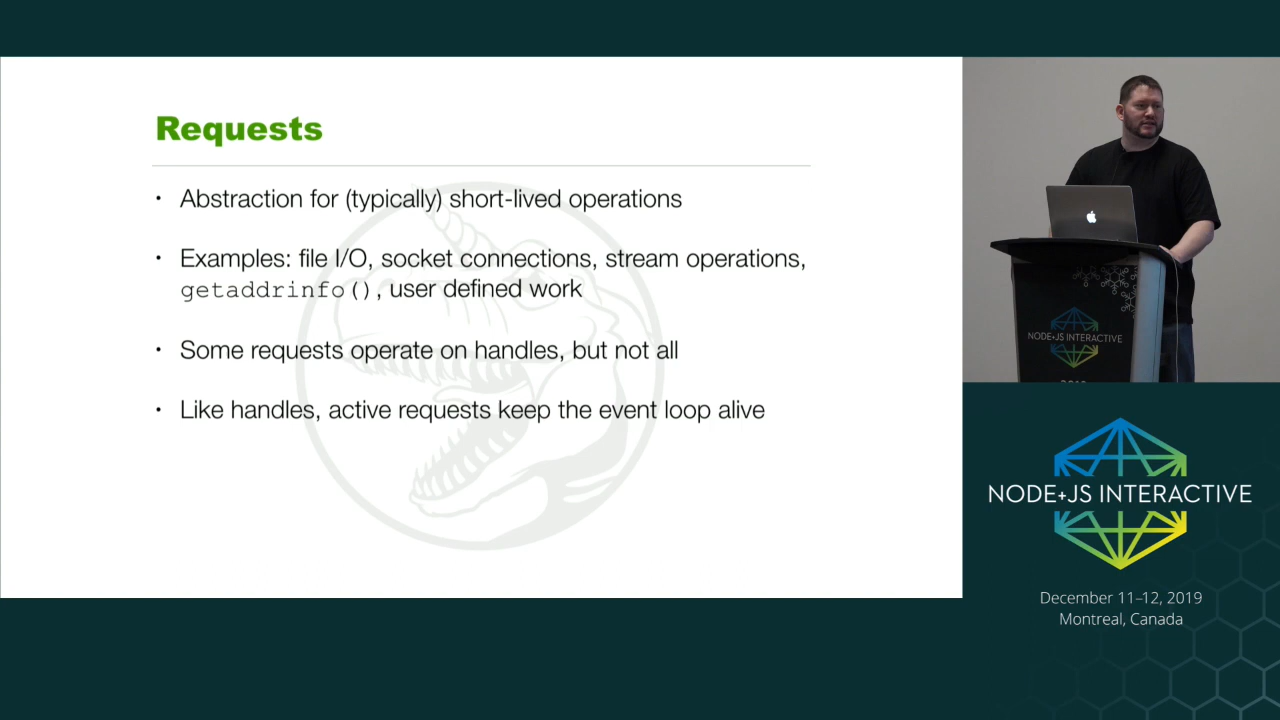 Requests
• Abstraction for (typically) short-lived operations
• Examples: file I/O, socket connections, stream operations,
getaddrinfo(), user defined work
• Some requests operate on handles, but not all
• Like handles, active requests keep the event loop alive
NODE+JS INTERACTIVE
NODE+JS INTERACTIVE
December 11–12, 2019
Montreal, Canada